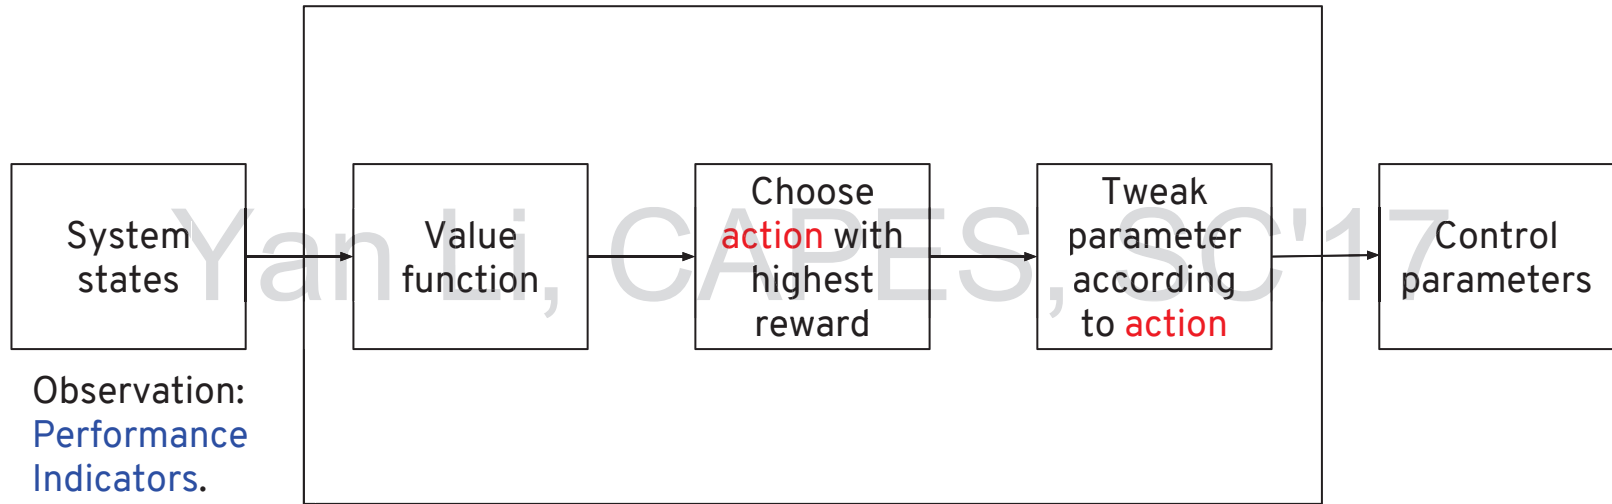 System
states
Value
function
Choose
action with
highest
reward
Tweak
parameter
according
to action
Control
parameters
Observation:
Performance
Indicators.
Yan Li, CAPES, SC'17